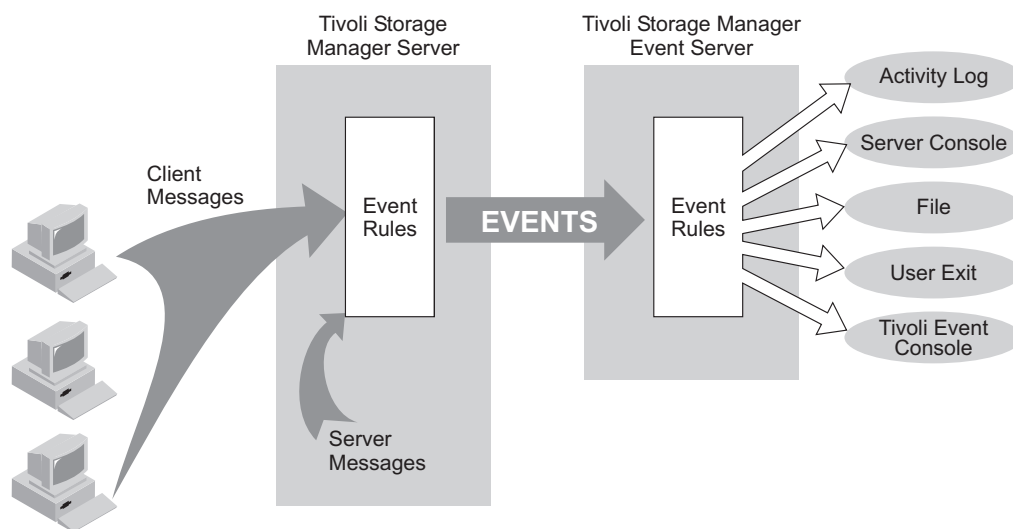 Tivoli Storage
Manager Server
Tivoli Storage Manager
Event Server
Activity Log
Server Console
File
User Exit
Tivoli Event
Console
Client
Messages
Event
Rules
EVENTS
Event
Rules
Server
Messages